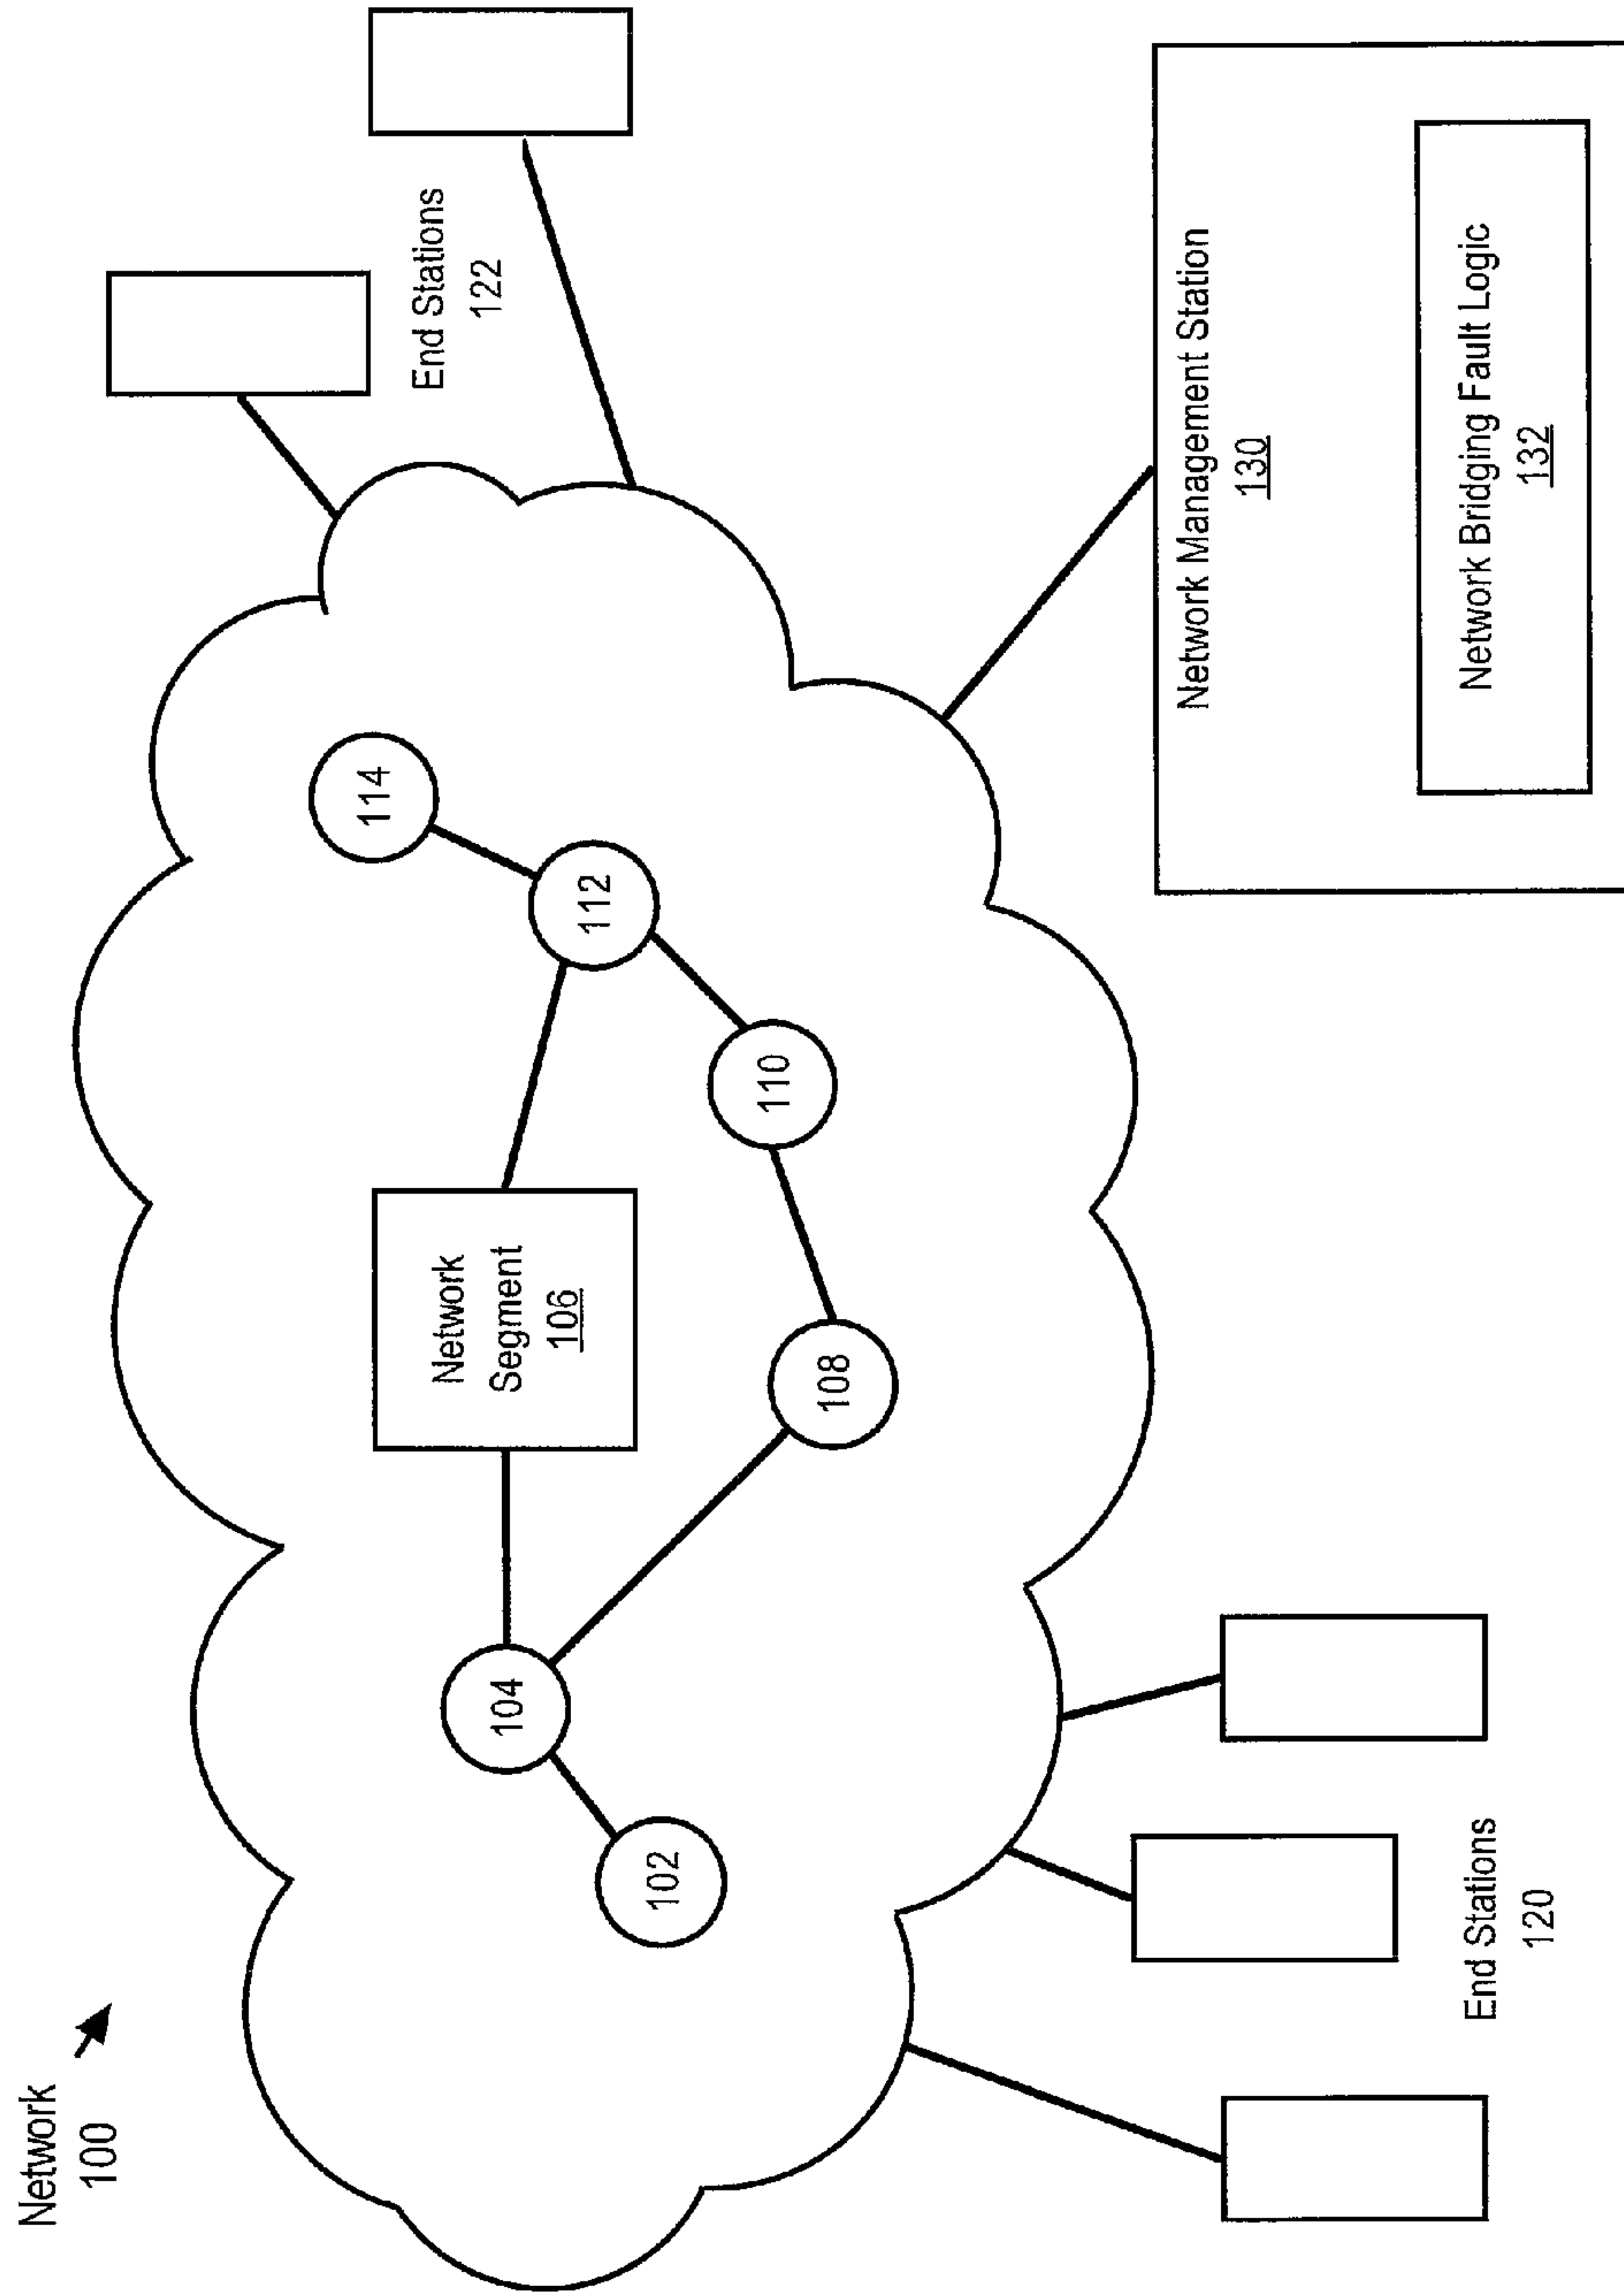 Network
100
114
112
Network
Segment
106
110
104
108
102
End Stations
122
End Stations
120
Network Management Station
130
Network Bridging Fault Logic
132